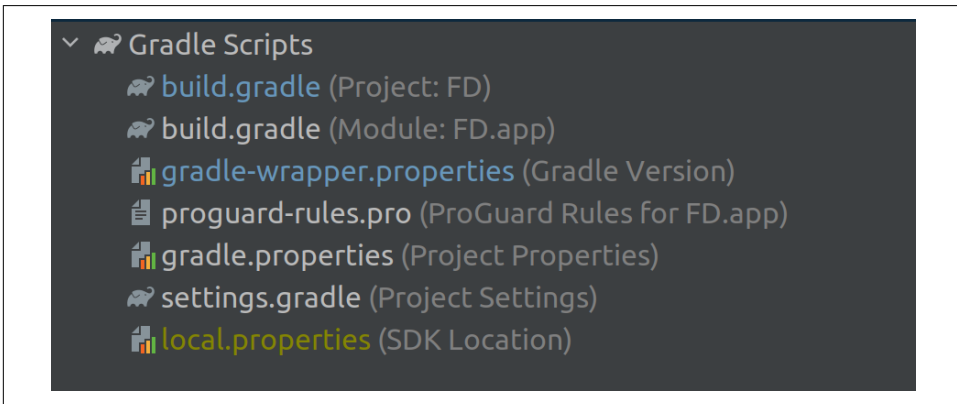 Gradle Scripts
build.gradle (Project: FD)
build.gradle (Module: FD.app)
gradle-wrapper.properties (Gradle Version)
proguard-rules.pro (ProGuard Rules for FD.app)
gradle.properties (Project Properties)
settings.gradle (Project Settings)
local.properties (SDK Location)